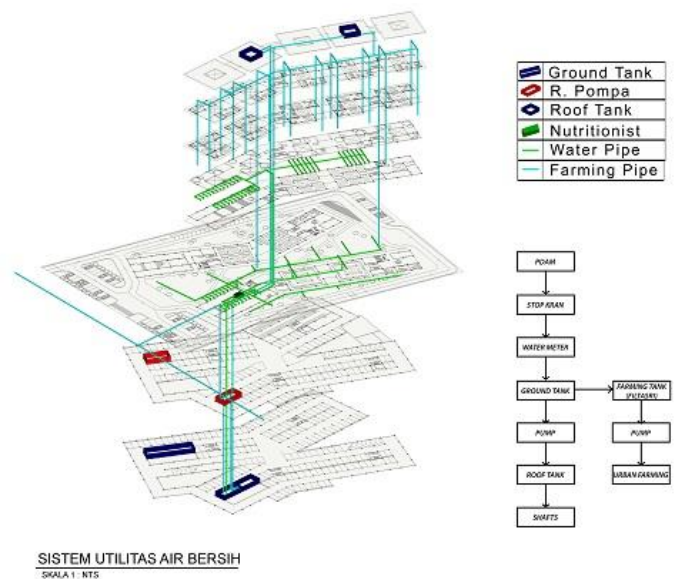 Ground Tank
R. Pompa
Roof Tank
Nutritionist
Water Pipe
Farming Pipe
PDAM
STOP KRAN
WATER METER
GROUND TANK
FARMING TANK
(FILTASRI)
PUMP
PUMP
ROOF TANK
URBAN FARMING
SHAFTS
SISTEM UTILITAS AIR BERSIH
SKALA 1 : NTS